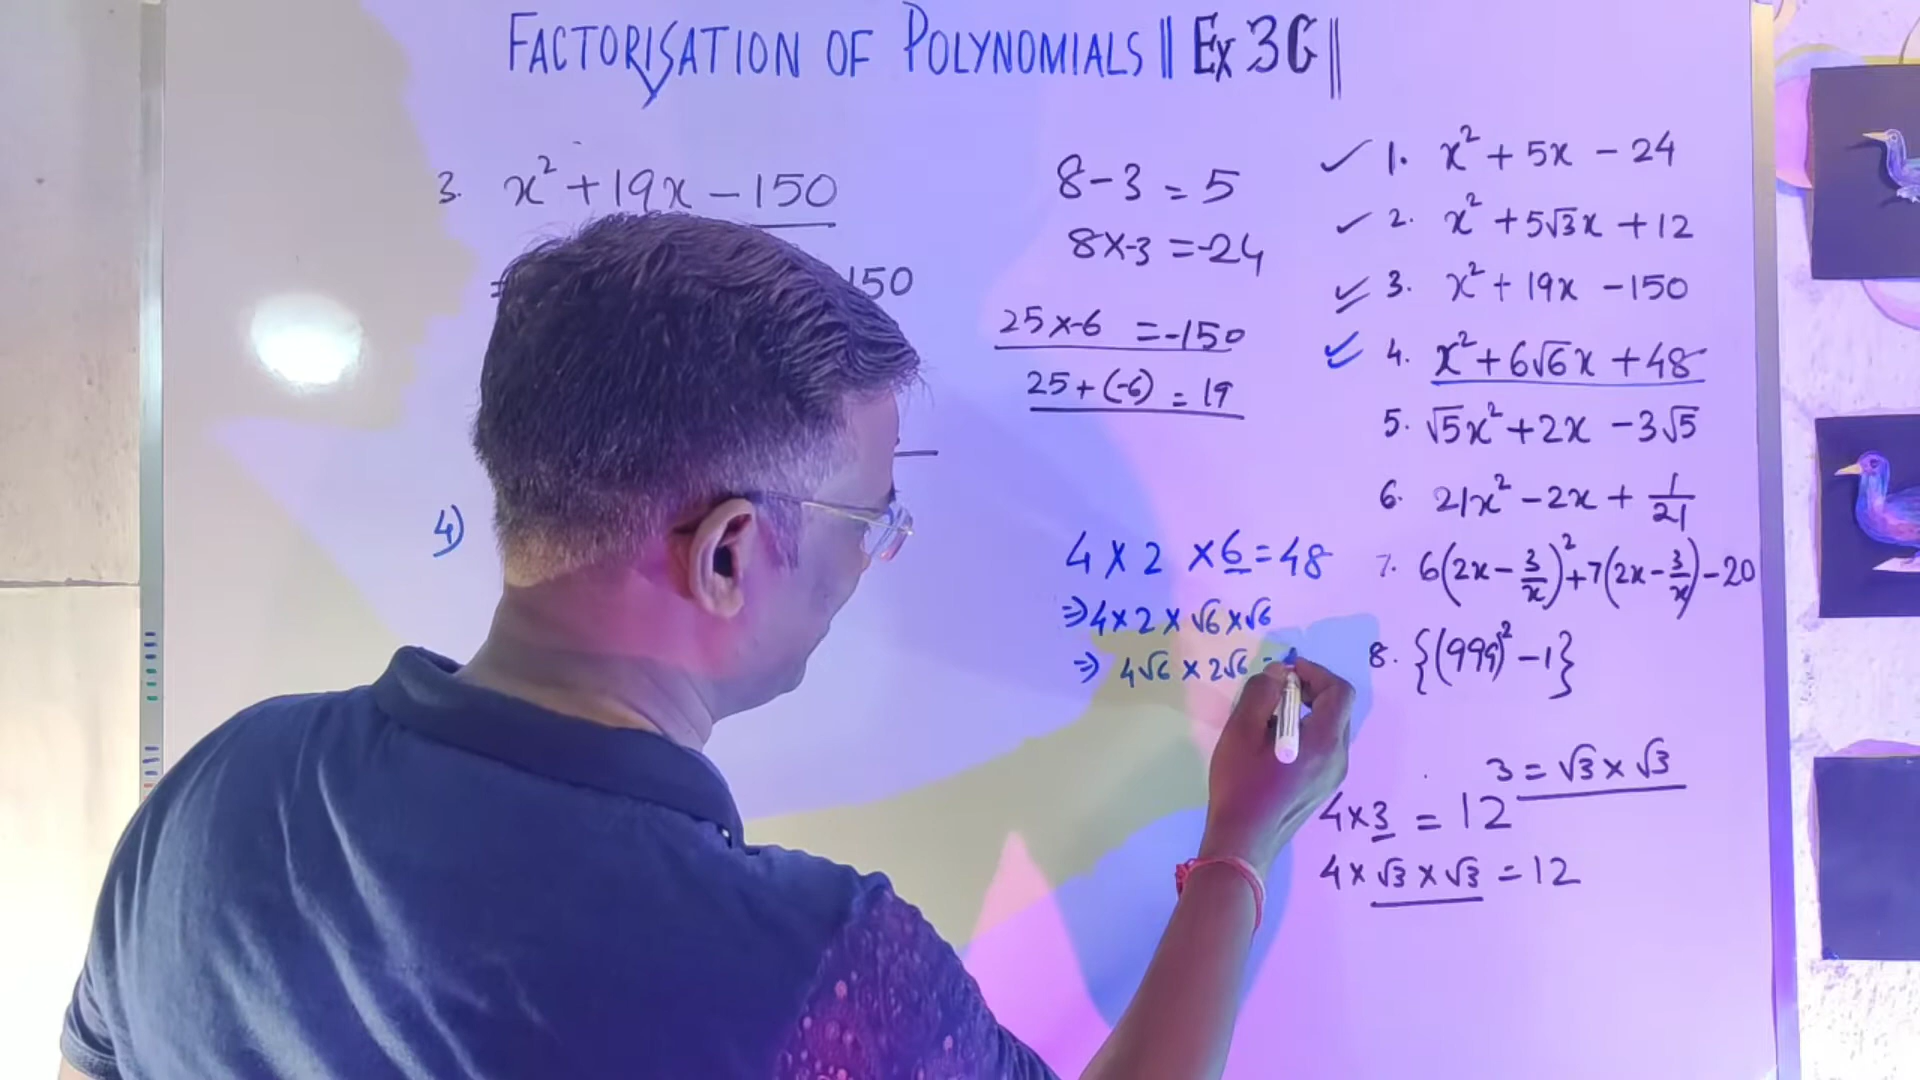 FACTORISATION OF POLYNOMIALS || Ex 3G ||
3. x² + 19x - 150
150
4)
8 - 3 = 5
8 x -3 = -24
25 x -6 = -150
25 + (-6) = 19
4 x 2 x 6 = 48
⇒ 4 x 2 x √6 x √6
⇒ 4√6 x 2√6 =
✓ 1. x² + 5x - 24
✓ 2. x² + 5√3x + 12
✓ 3. x² + 19x - 150
✓ 4. x² + 6√6x + 48
5. √5x² + 2x - 3√5
6. 21x² - 2x + 1/21
7. 6(2x - 3/x)² + 7(2x - 3/x) - 20
8. {(999)² - 1}
3 = √3 x √3
4 x 3 = 12
4 x √3 x √3 = 12